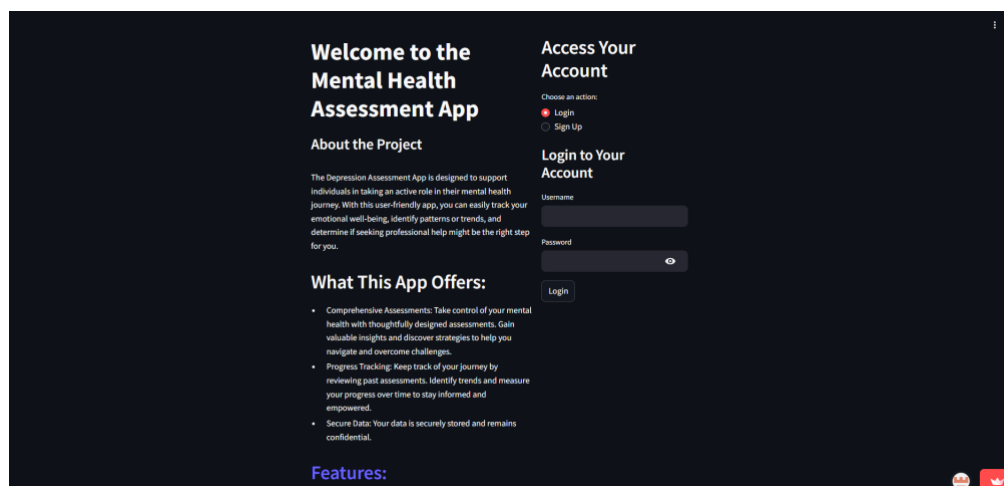 Welcome to the
Mental Health
Assessment App
About the Project
The Depression Assessment App is designed to support
individuals in taking an active role in their mental health
journey. With this user-friendly app, you can easily track your
emotional well-being, identify patterns or trends, and
determine if seeking professional help might be the right step
for you.
What This App Offers:
• Comprehensive Assessments: Take control of your mental
health with thoughtfully designed assessments. Gain
valuable insights and discover strategies to help you
navigate and overcome challenges.
• Progress Tracking: Keep track of your journey by
reviewing past assessments. Identify trends and measure
your progress over time to stay informed and
empowered.
• Secure Data: Your data is securely stored and remains
confidential.
Features:
Access Your
Account
Choose an action:
Login
Sign Up
Login to Your
Account
Username
Password
Login